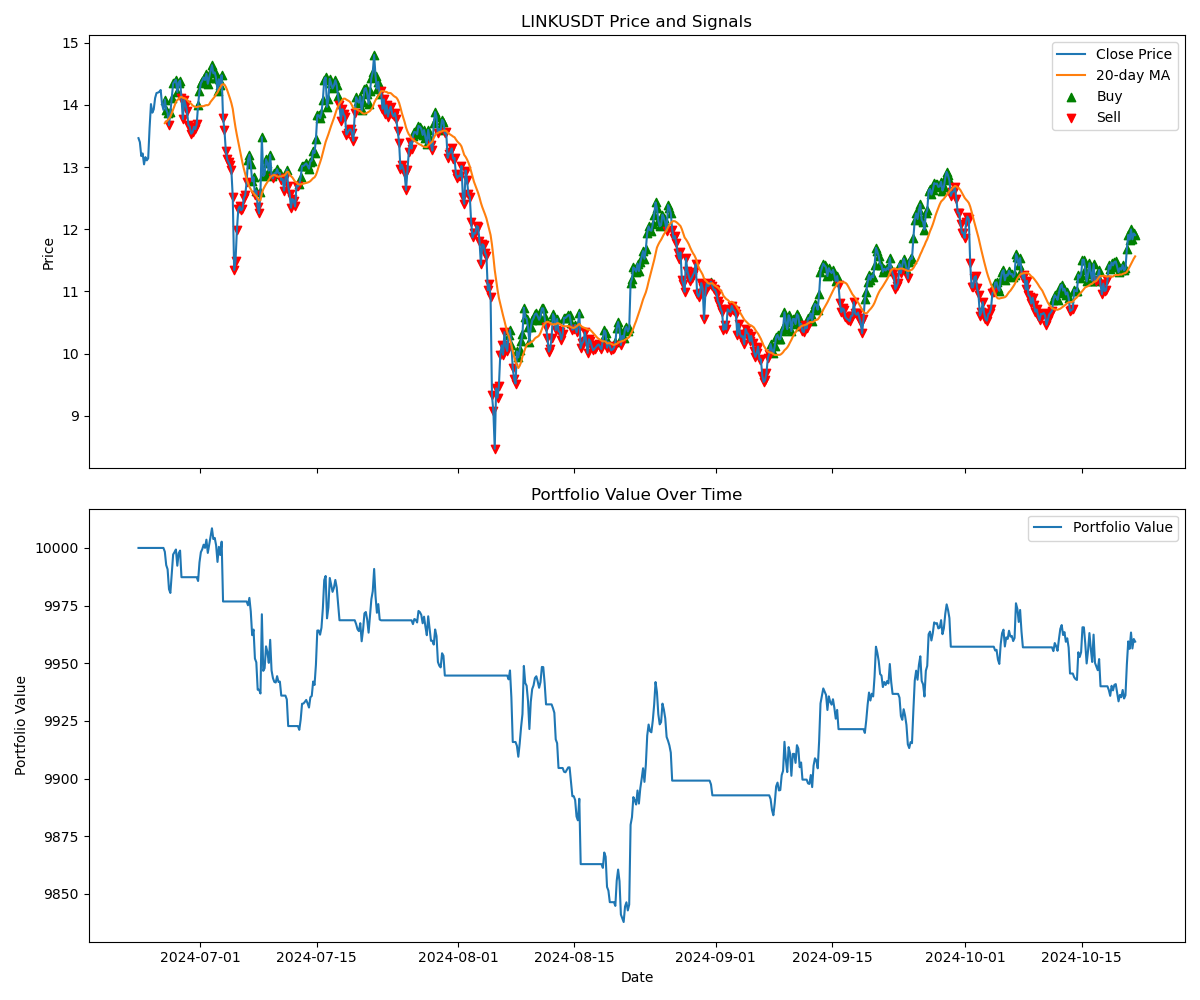 LINKUSDT Price and Signals
Price
15
14
13
12
11
10
9
Close Price
20-day MA
Buy
Sell
Portfolio Value Over Time
Portfolio Value
10000
9975
9950
9925
9900
9875
9850
Portfolio Value
2024-07-01
2024-07-15
2024-08-01
2024-08-15
2024-09-01
2024-09-15
2024-10-01
2024-10-15
Date